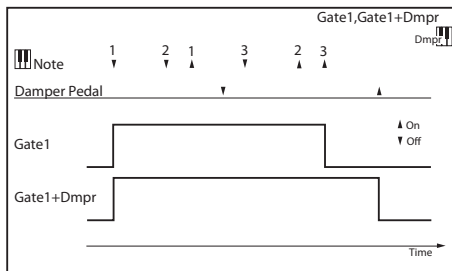 Gate1,Gate1+Dmpr
Dmpr
1 2 1 3 2 3
Note
Damper Pedal
On
Gate1
Off
Gate1+Dmpr
Time